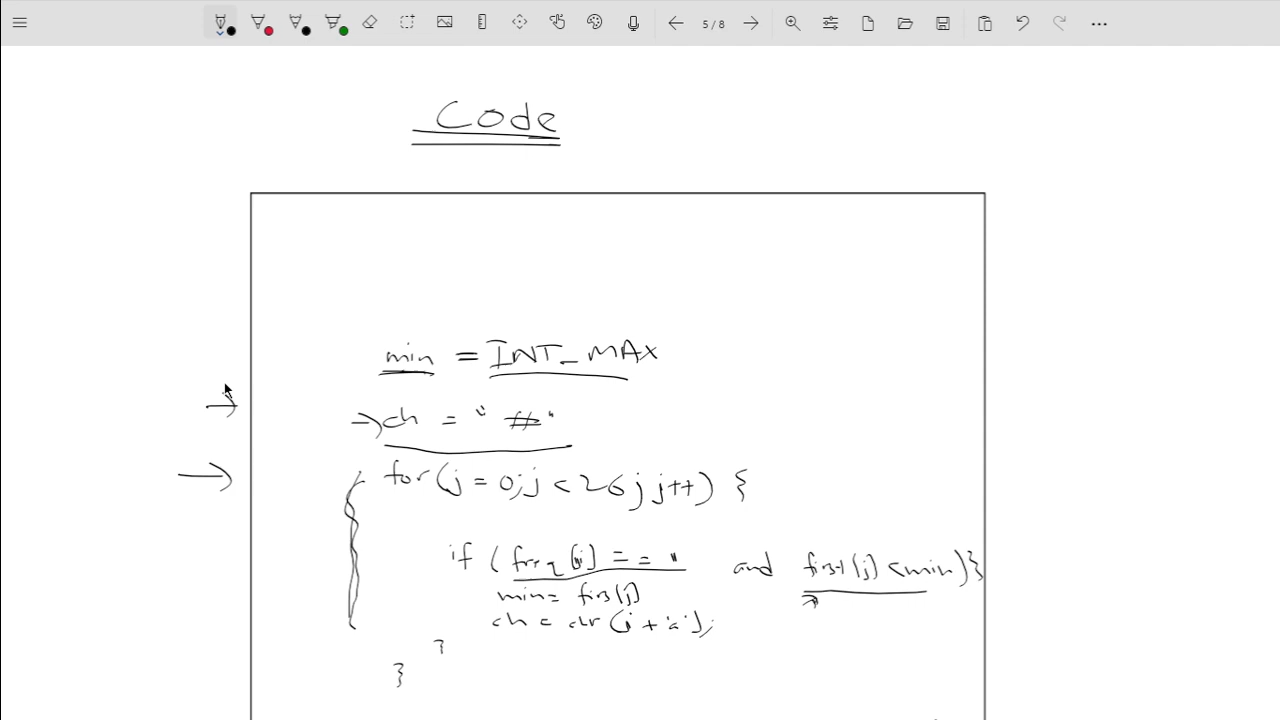 5 / 8
Code
min = INT_MAX
→ ch = "#"
for (j = 0; j < 26; j++) {
if ( freq[j] == 1 and first[j] < min) {
min = first[j]
ch = chr (j + 'a');
}
}